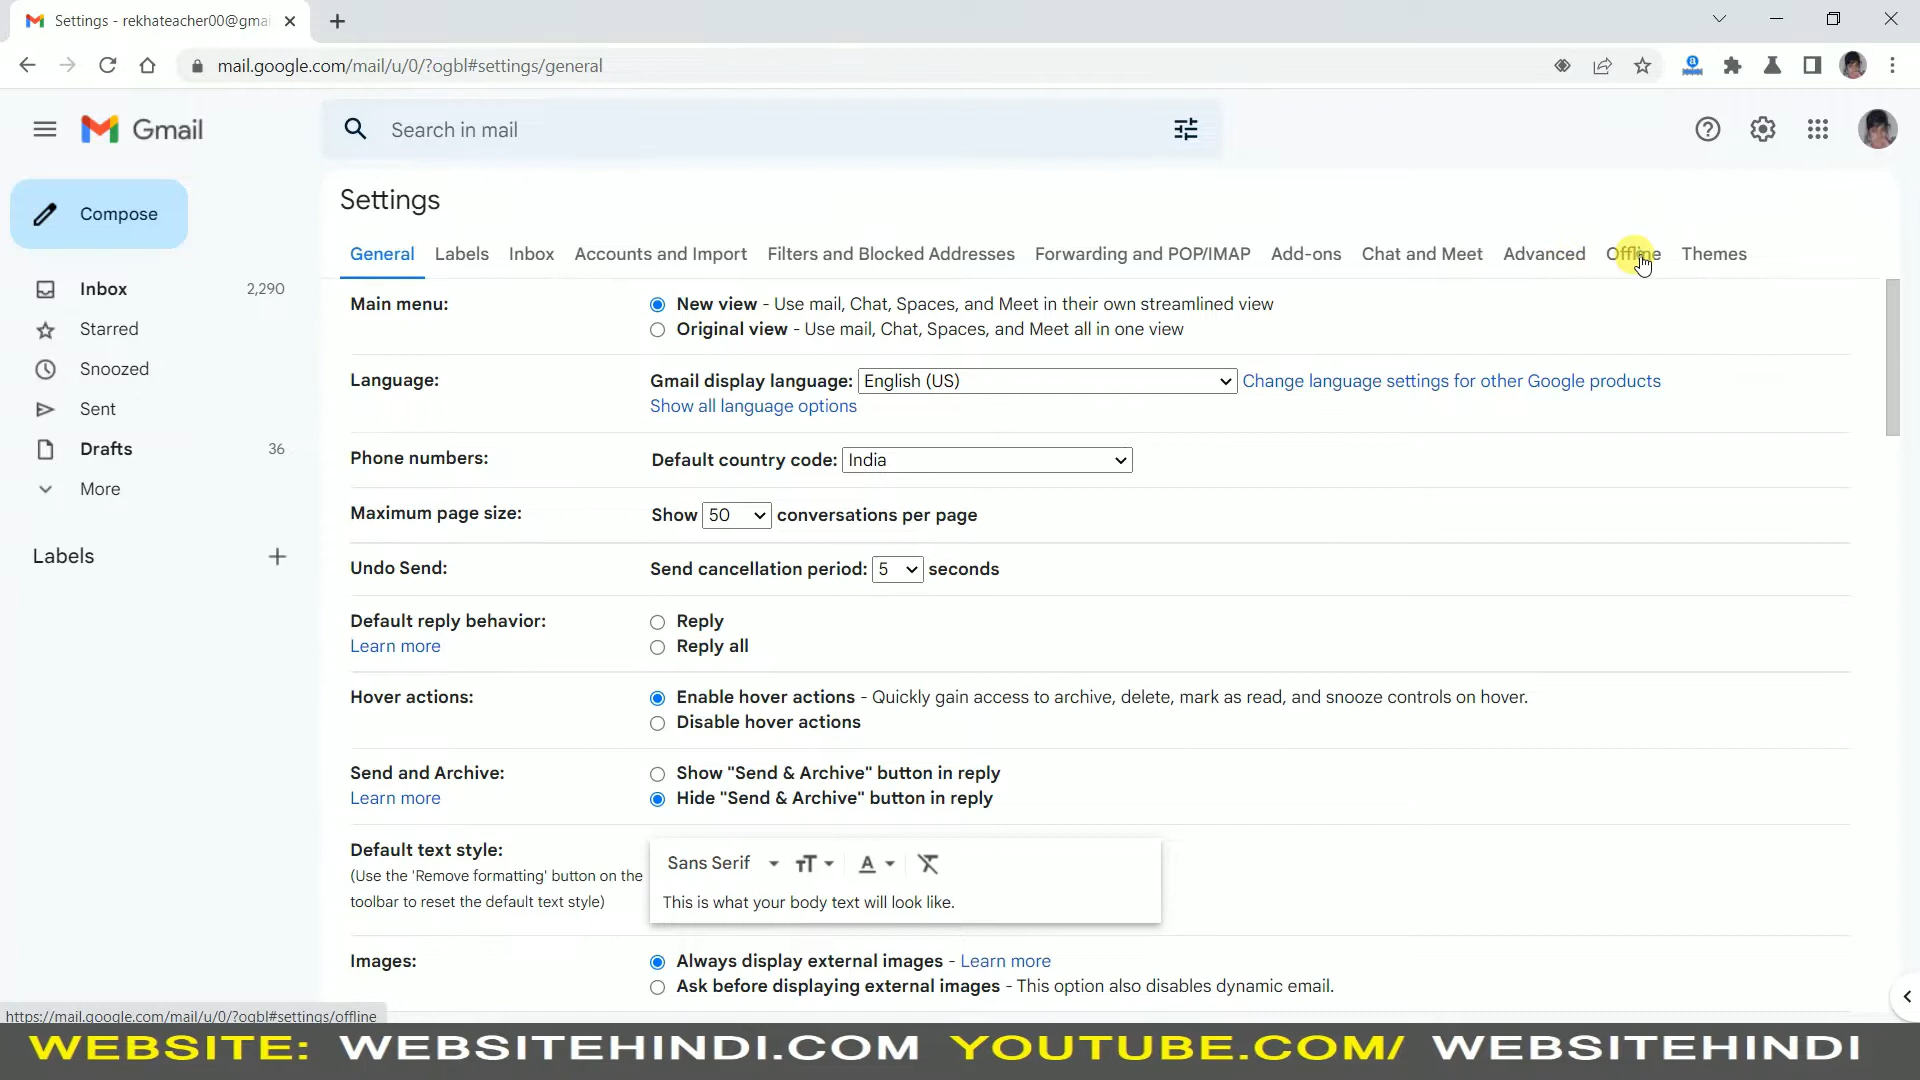 Settings - rekhateacher00@gmai
mail.google.com/mail/u/0/?ogbl#settings/general
Gmail
Search in mail
Compose
Inbox 2,290
Starred
Snoozed
Sent
Drafts 36
More
Labels
Settings
General Labels Inbox Accounts and Import Filters and Blocked Addresses Forwarding and POP/IMAP Add-ons Chat and Meet Advanced Offline Themes
Main menu: New view - Use mail, Chat, Spaces, and Meet in their own streamlined view
Original view - Use mail, Chat, Spaces, and Meet all in one view
Language: Gmail display language: English (US) Change language settings for other Google products
Show all language options
Phone numbers: Default country code: India
Maximum page size: Show 50 conversations per page
Undo Send: Send cancellation period: 5 seconds
Default reply behavior: Reply
Learn more Reply all
Hover actions: Enable hover actions - Quickly gain access to archive, delete, mark as read, and snooze controls on hover.
Disable hover actions
Send and Archive: Show "Send & Archive" button in reply
Learn more Hide "Send & Archive" button in reply
Default text style: Sans Serif
(Use the 'Remove formatting' button on the
toolbar to reset the default text style) This is what your body text will look like.
Images: Always display external images - Learn more
Ask before displaying external images - This option also disables dynamic email.
https://mail.google.com/mail/u/0/?ogbl#settings/offline
WEBSITE: WEBSITEHINDI.COM YOUTUBE.COM/ WEBSITEHINDI